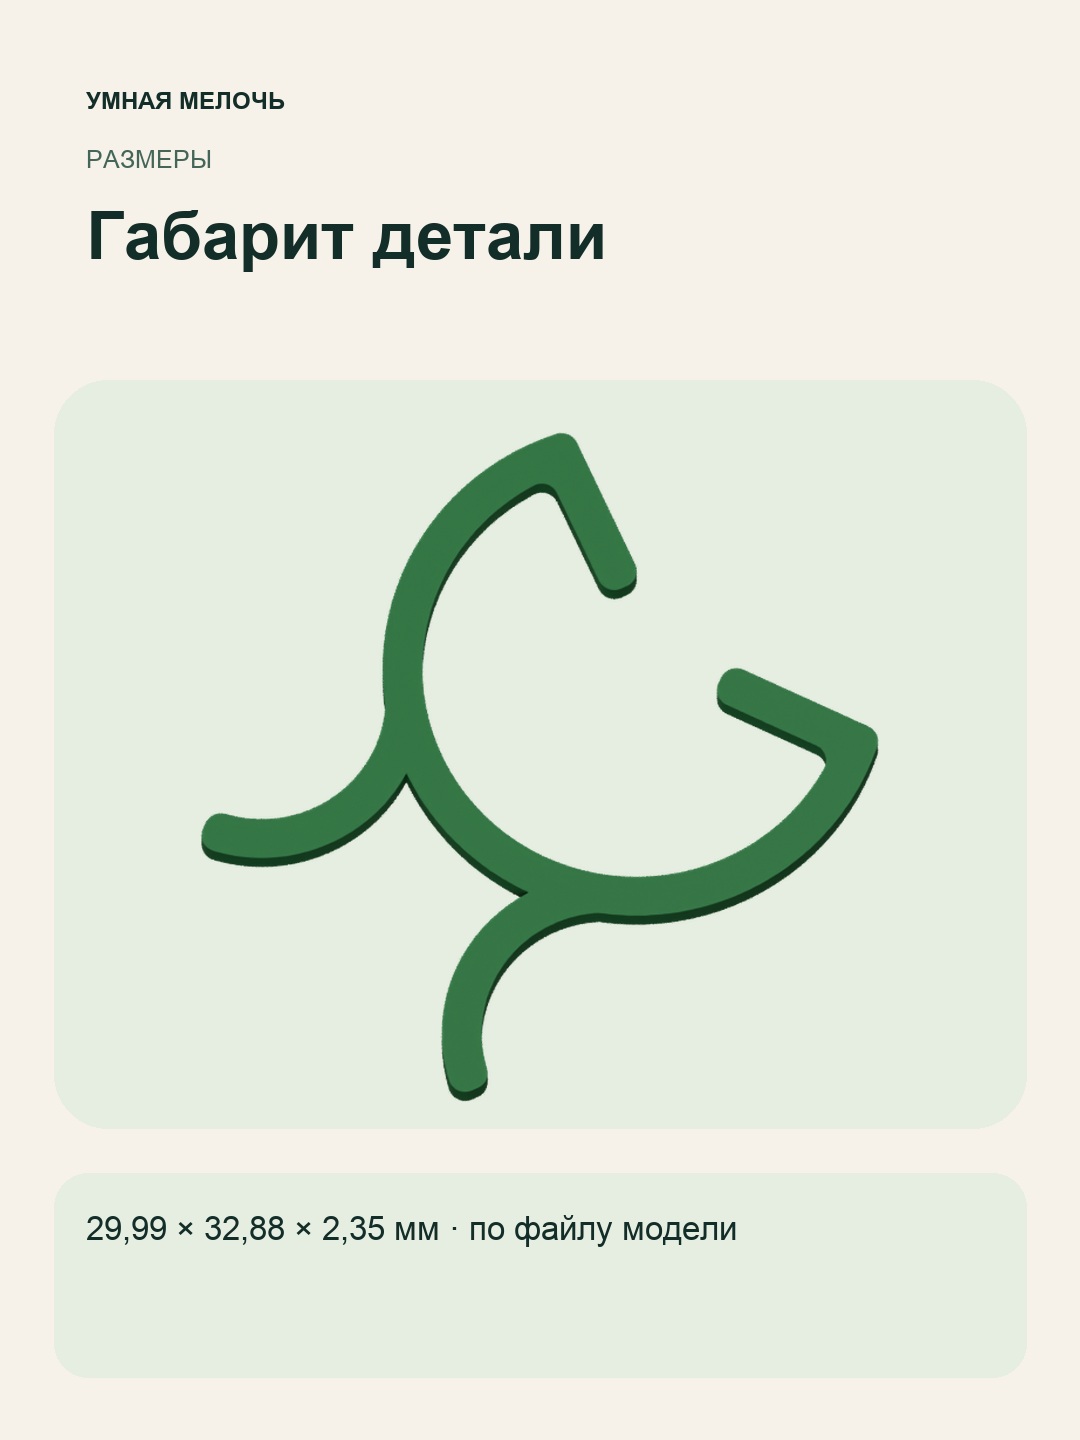 УМНАЯ МЕЛОЧЬ
РАЗМЕРЫ
Габарит детали
29,99 × 32,88 × 2,35 мм · по файлу модели